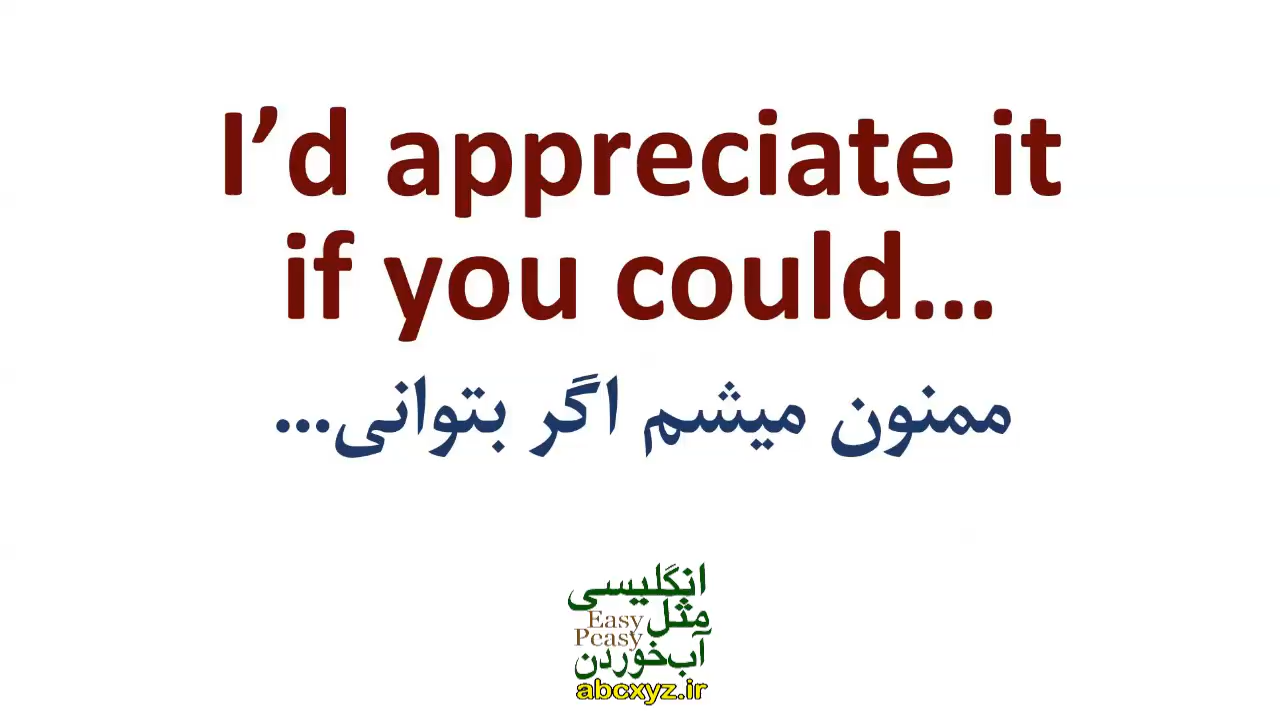 I’d appreciate it
if you could...
ممنون میشم اگر بتوانی...
انگلیسی
مثل
Easy
Peasy
آب‌خوردن
abcxyz.ir